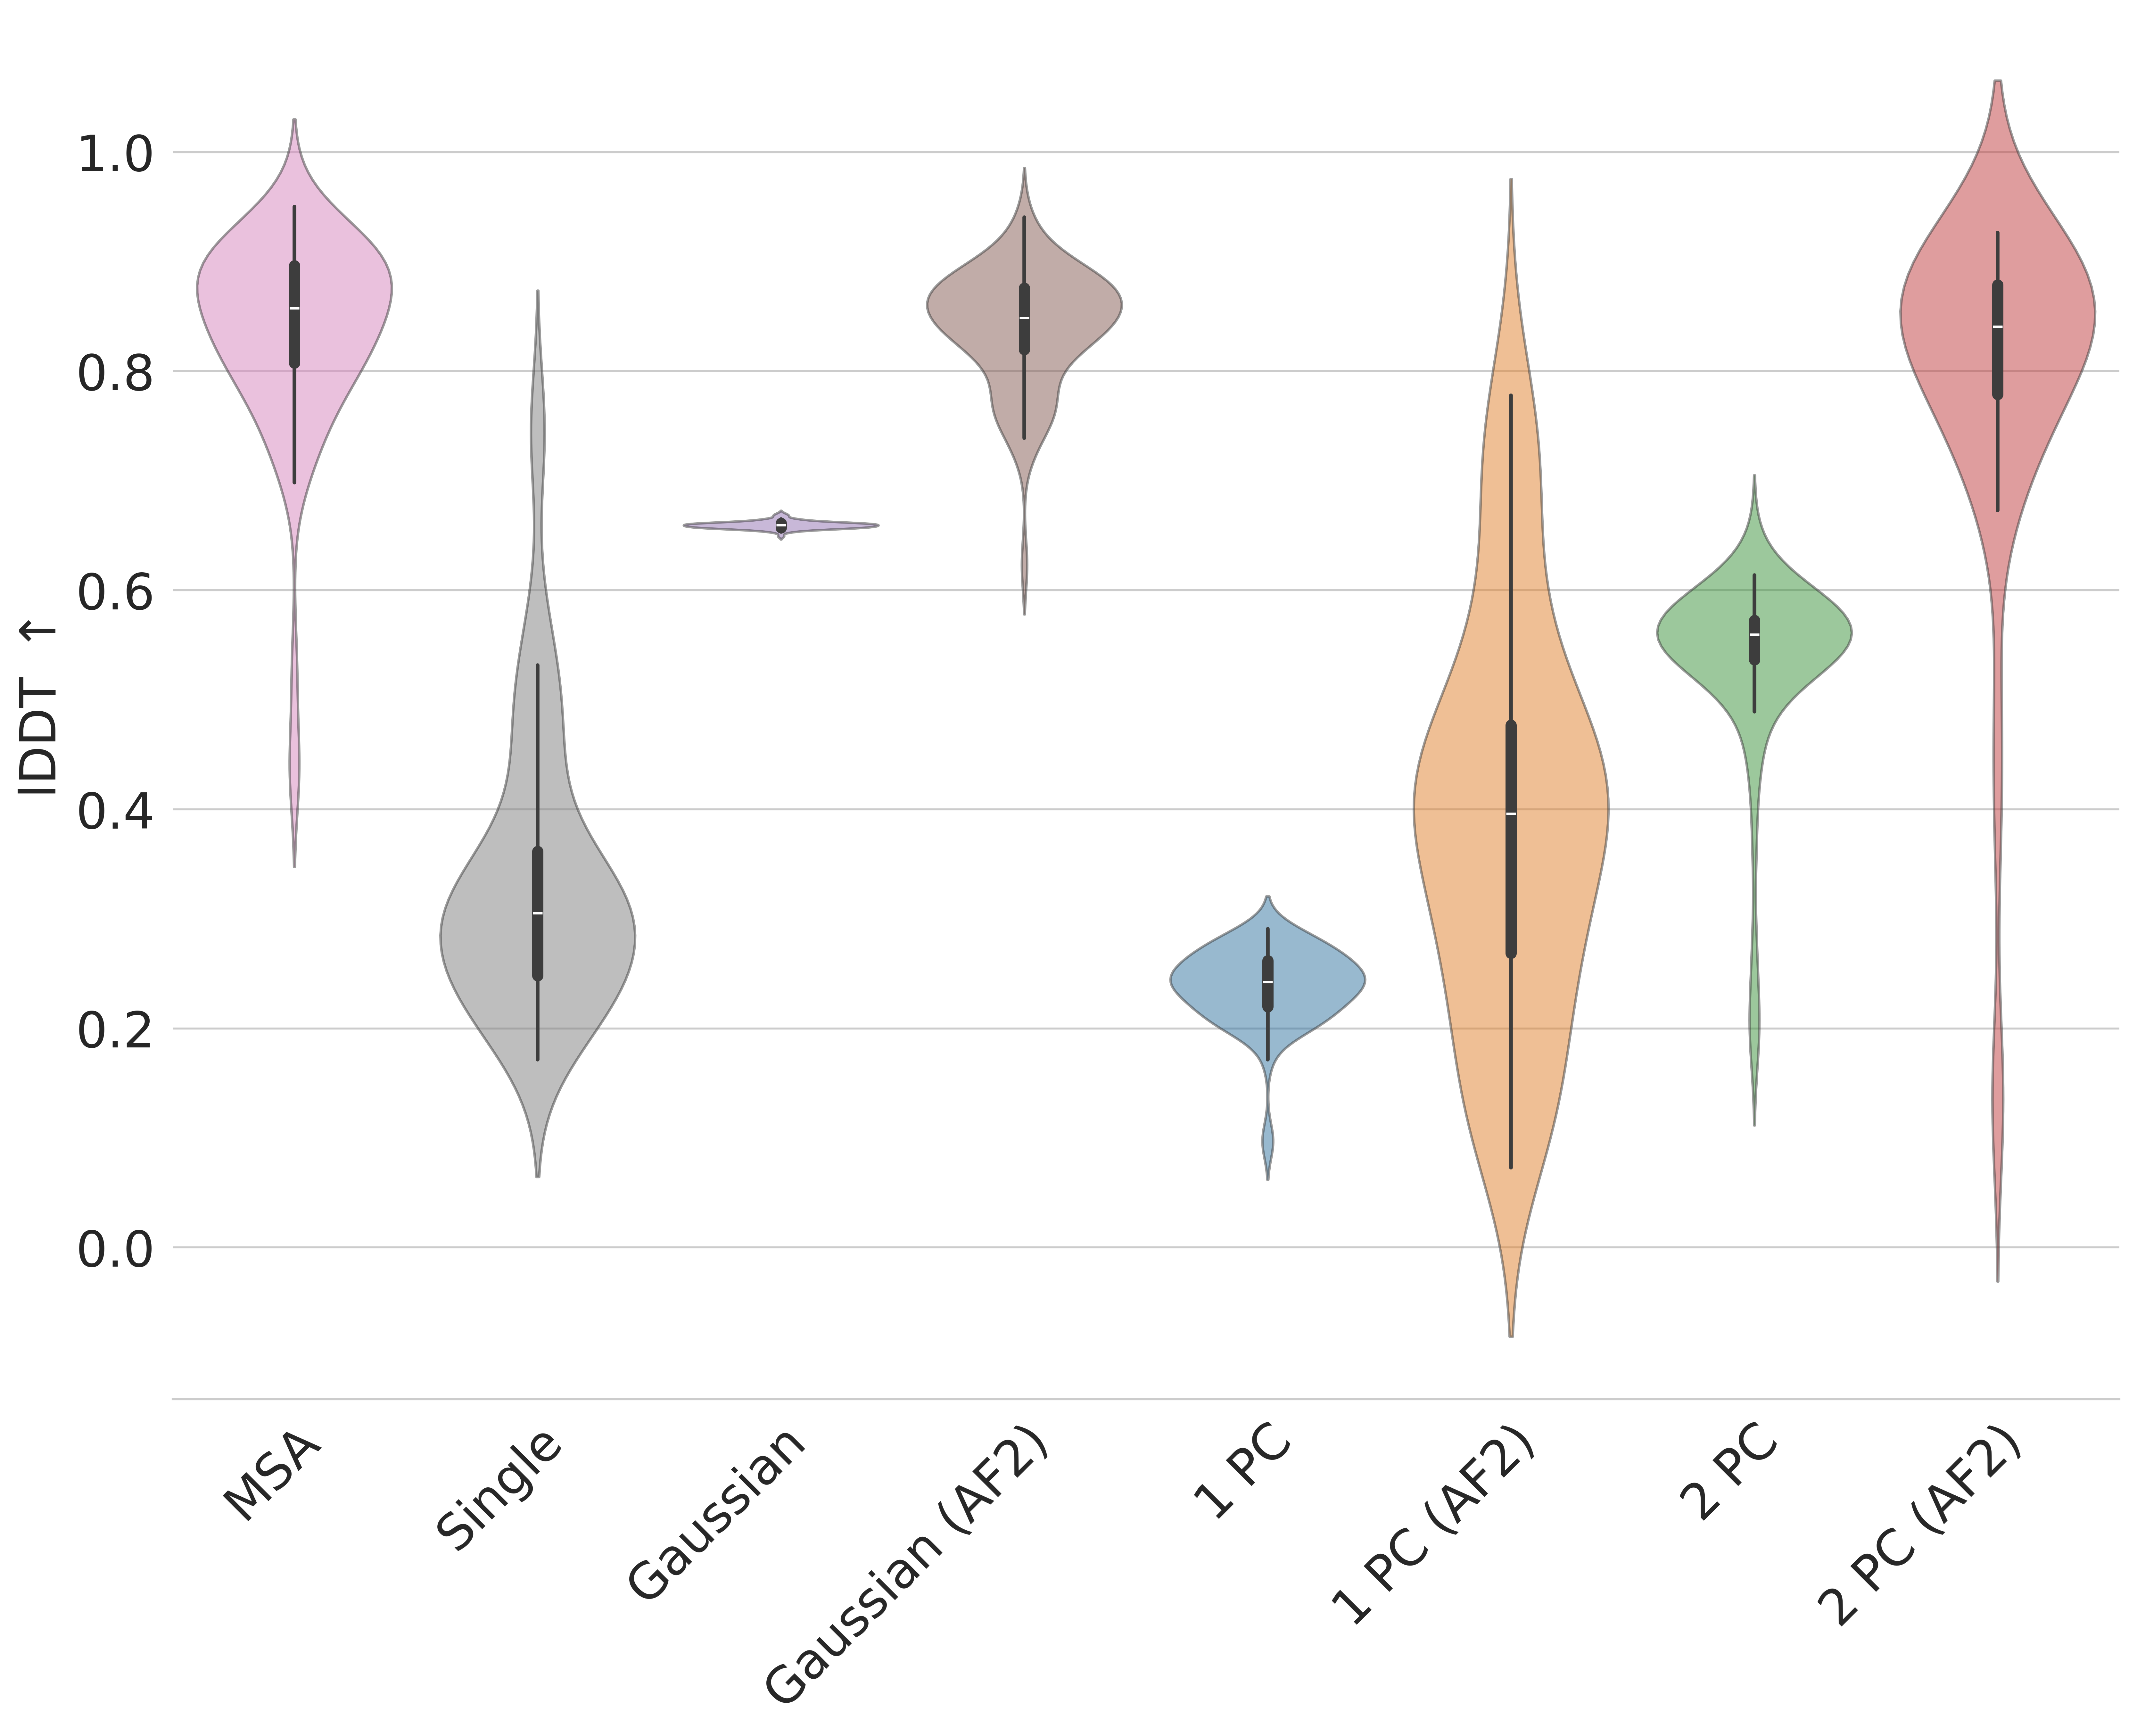 1.0
0.8
0.6
0.4
0.2
0.0
lDDT ↑
MSA
Single
Gaussian
Gaussian (AF2)
1 PC
1 PC (AF2)
2 PC
2 PC (AF2)